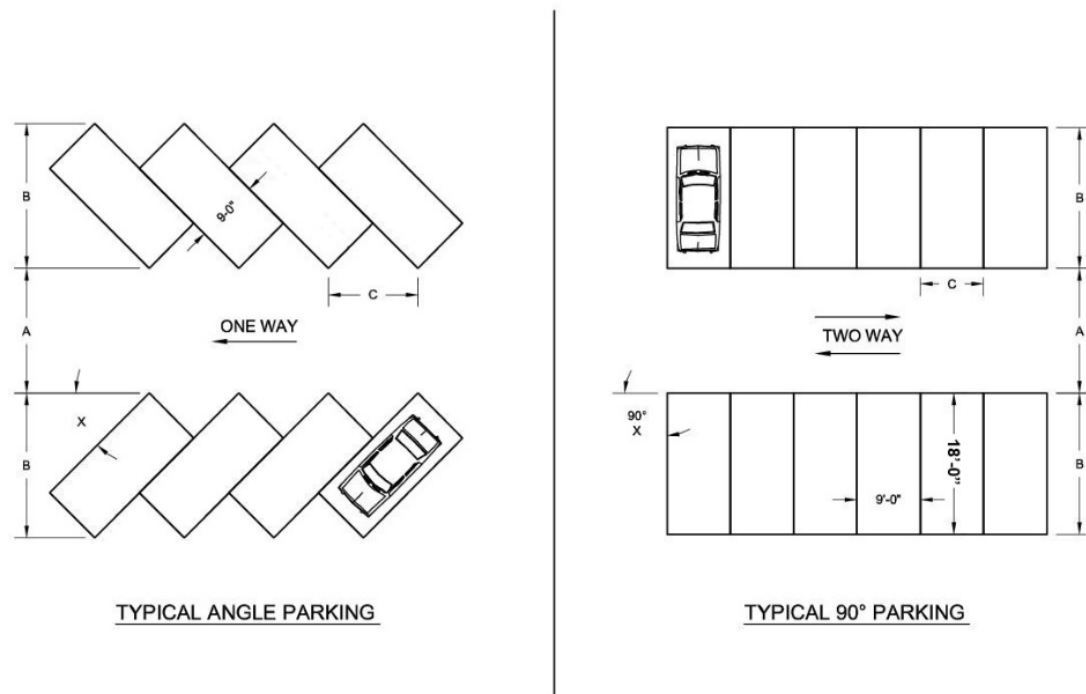 B
9-0"
C
A
ONE WAY
X
B
TYPICAL ANGLE PARKING
B
C
A
TWO WAY
90°
X
18'-0"
9'-0"
B
TYPICAL 90° PARKING